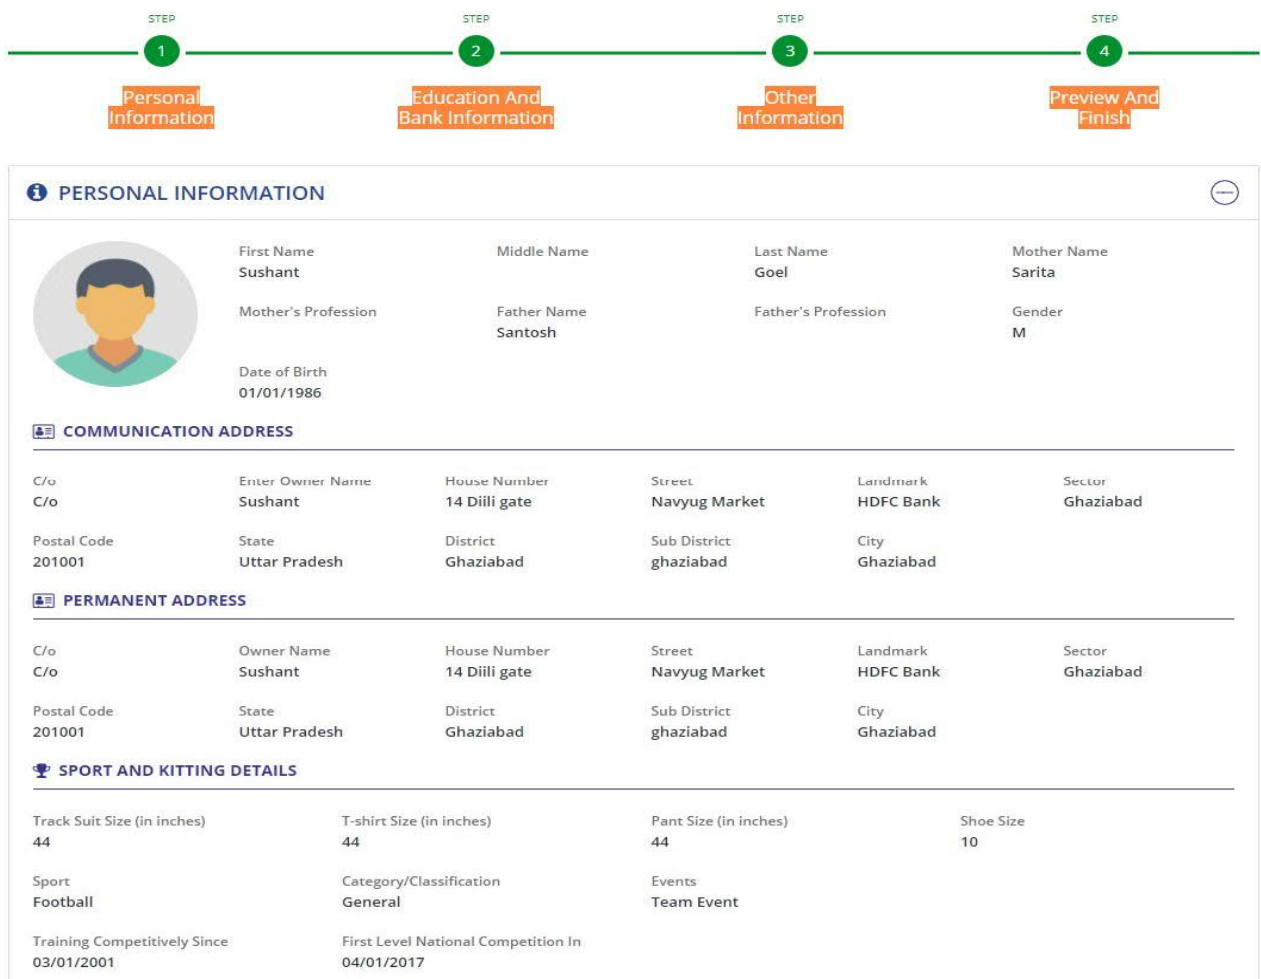 STEP STEP STEP STEP
1 2 3 4
Personal Education And Other Preview And
Information Bank Information Information Finish
PERSONAL INFORMATION
First Name Middle Name Last Name Mother Name
Sushant Goel Sarita
Mother's Profession Father Name Father's Profession Gender
Santosh M
Date of Birth
01/01/1986
COMMUNICATION ADDRESS
C/o Enter Owner Name House Number Street Landmark Sector
C/o Sushant 14 Diili gate Navyug Market HDFC Bank Ghaziabad
Postal Code State District Sub District City
201001 Uttar Pradesh Ghaziabad ghaziabad Ghaziabad
PERMANENT ADDRESS
C/o Owner Name House Number Street Landmark Sector
C/o Sushant 14 Diili gate Navyug Market HDFC Bank Ghaziabad
Postal Code State District Sub District City
201001 Uttar Pradesh Ghaziabad ghaziabad Ghaziabad
SPORT AND KITTING DETAILS
Track Suit Size (in inches) T-shirt Size (in inches) Pant Size (in inches) Shoe Size
44 44 44 10
Sport Category/Classification Events
Football General Team Event
Training Competitively Since First Level National Competition In
03/01/2001 04/01/2017